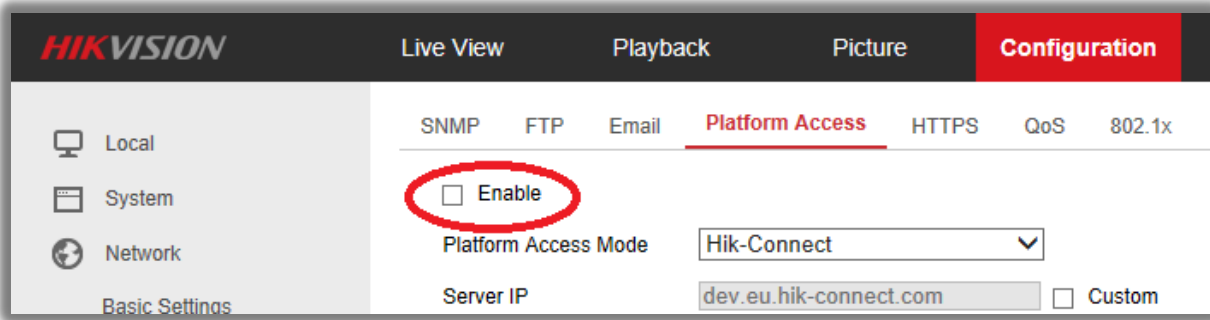 HIKVISION Live View Playback Picture Configuration
SNMP FTP Email Platform Access HTTPS QoS 802.1x
Local
Enable
System
Network
Platform Access Mode Hik-Connect
Basic Settings
Server IP dev.eu.hik-connect.com Custom